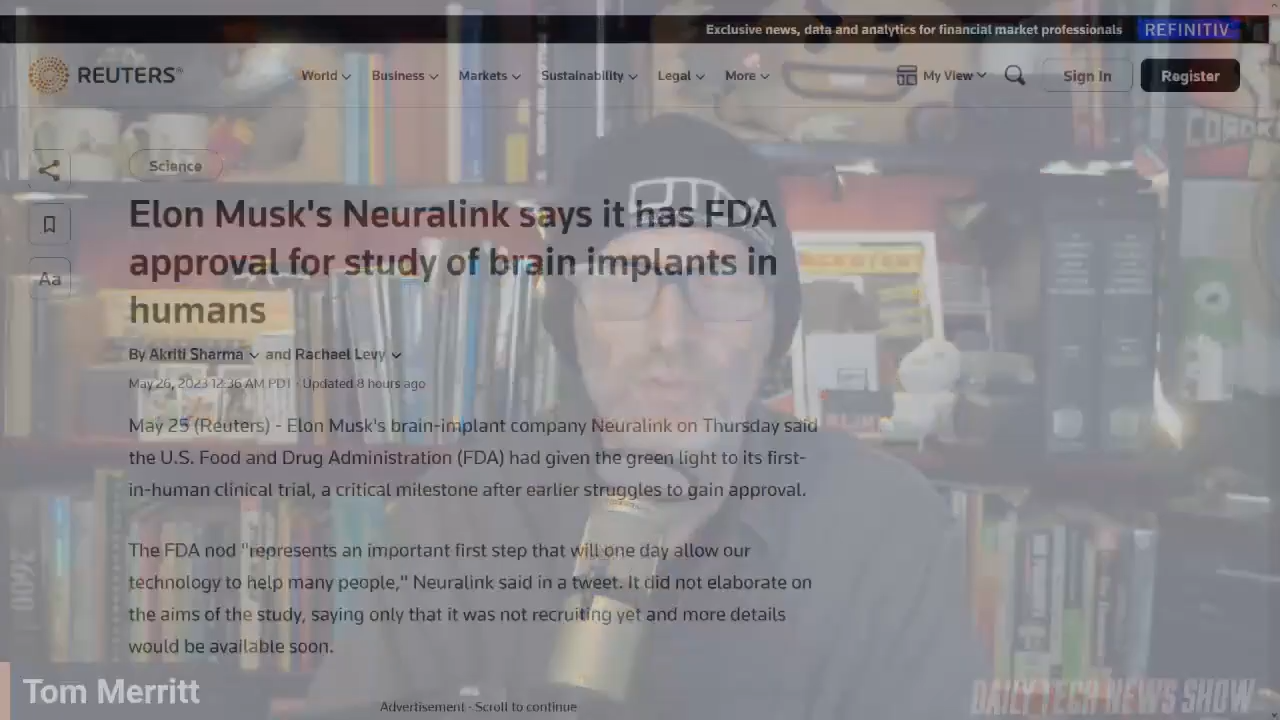 Exclusive news, data and analytics for financial market professionals REFINITIV
REUTERS® World Business Markets Sustainability Legal More My View Sign In Register
Science
Elon Musk's Neuralink says it has FDA
approval for study of brain implants in
humans
Aa
By Akriti Sharma and Rachael Levy
May 26, 2023 12:36 AM PDT · Updated 8 hours ago
May 25 (Reuters) - Elon Musk's brain-implant company Neuralink on Thursday said
the U.S. Food and Drug Administration (FDA) had given the green light to its first-
in-human clinical trial, a critical milestone after earlier struggles to gain approval.
The FDA nod "represents an important first step that will one day allow our
technology to help many people," Neuralink said in a tweet. It did not elaborate on
the aims of the study, saying only that it was not recruiting yet and more details
would be available soon.
Tom Merritt
Advertisement · Scroll to continue
DAILY TECH NEWS SHOW